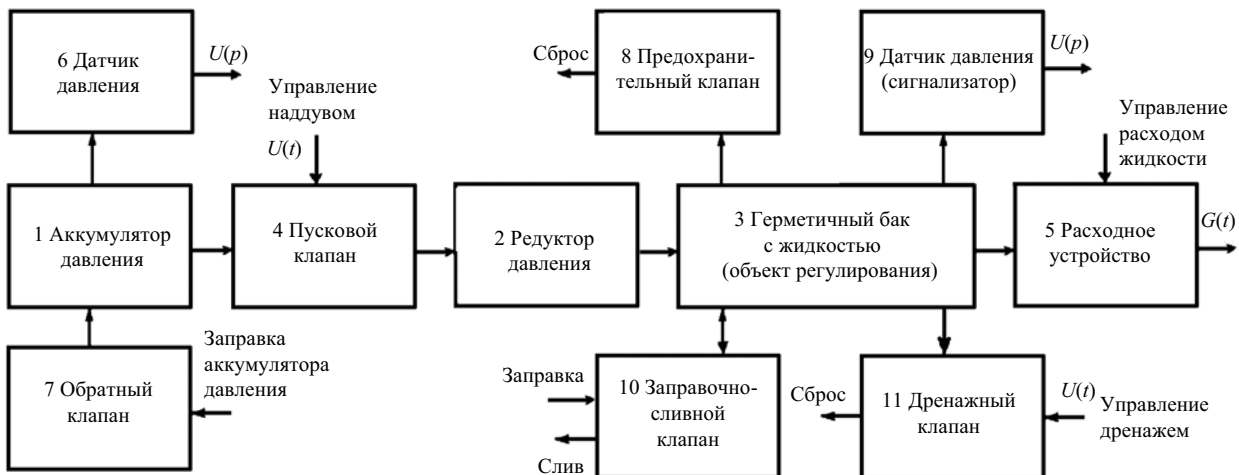 6 Датчик
давления
U(p)
Управление
наддувом
U(t)
Сброс
8 Предохрани-
тельный клапан
9 Датчик давления
(сигнализатор)
U(p)
Управление
расходом
жидкости
1 Аккумулятор
давления
4 Пусковой
клапан
2 Редуктор
давления
3 Герметичный бак
с жидкостью
(объект регулирования)
5 Расходное
устройство
G(t)
7 Обратный
клапан
Заправка
аккумулятора
давления
Заправка
Слив
10 Заправочно-
сливной
клапан
Сброс
11 Дренажный
клапан
U(t)
Управление
дренажем